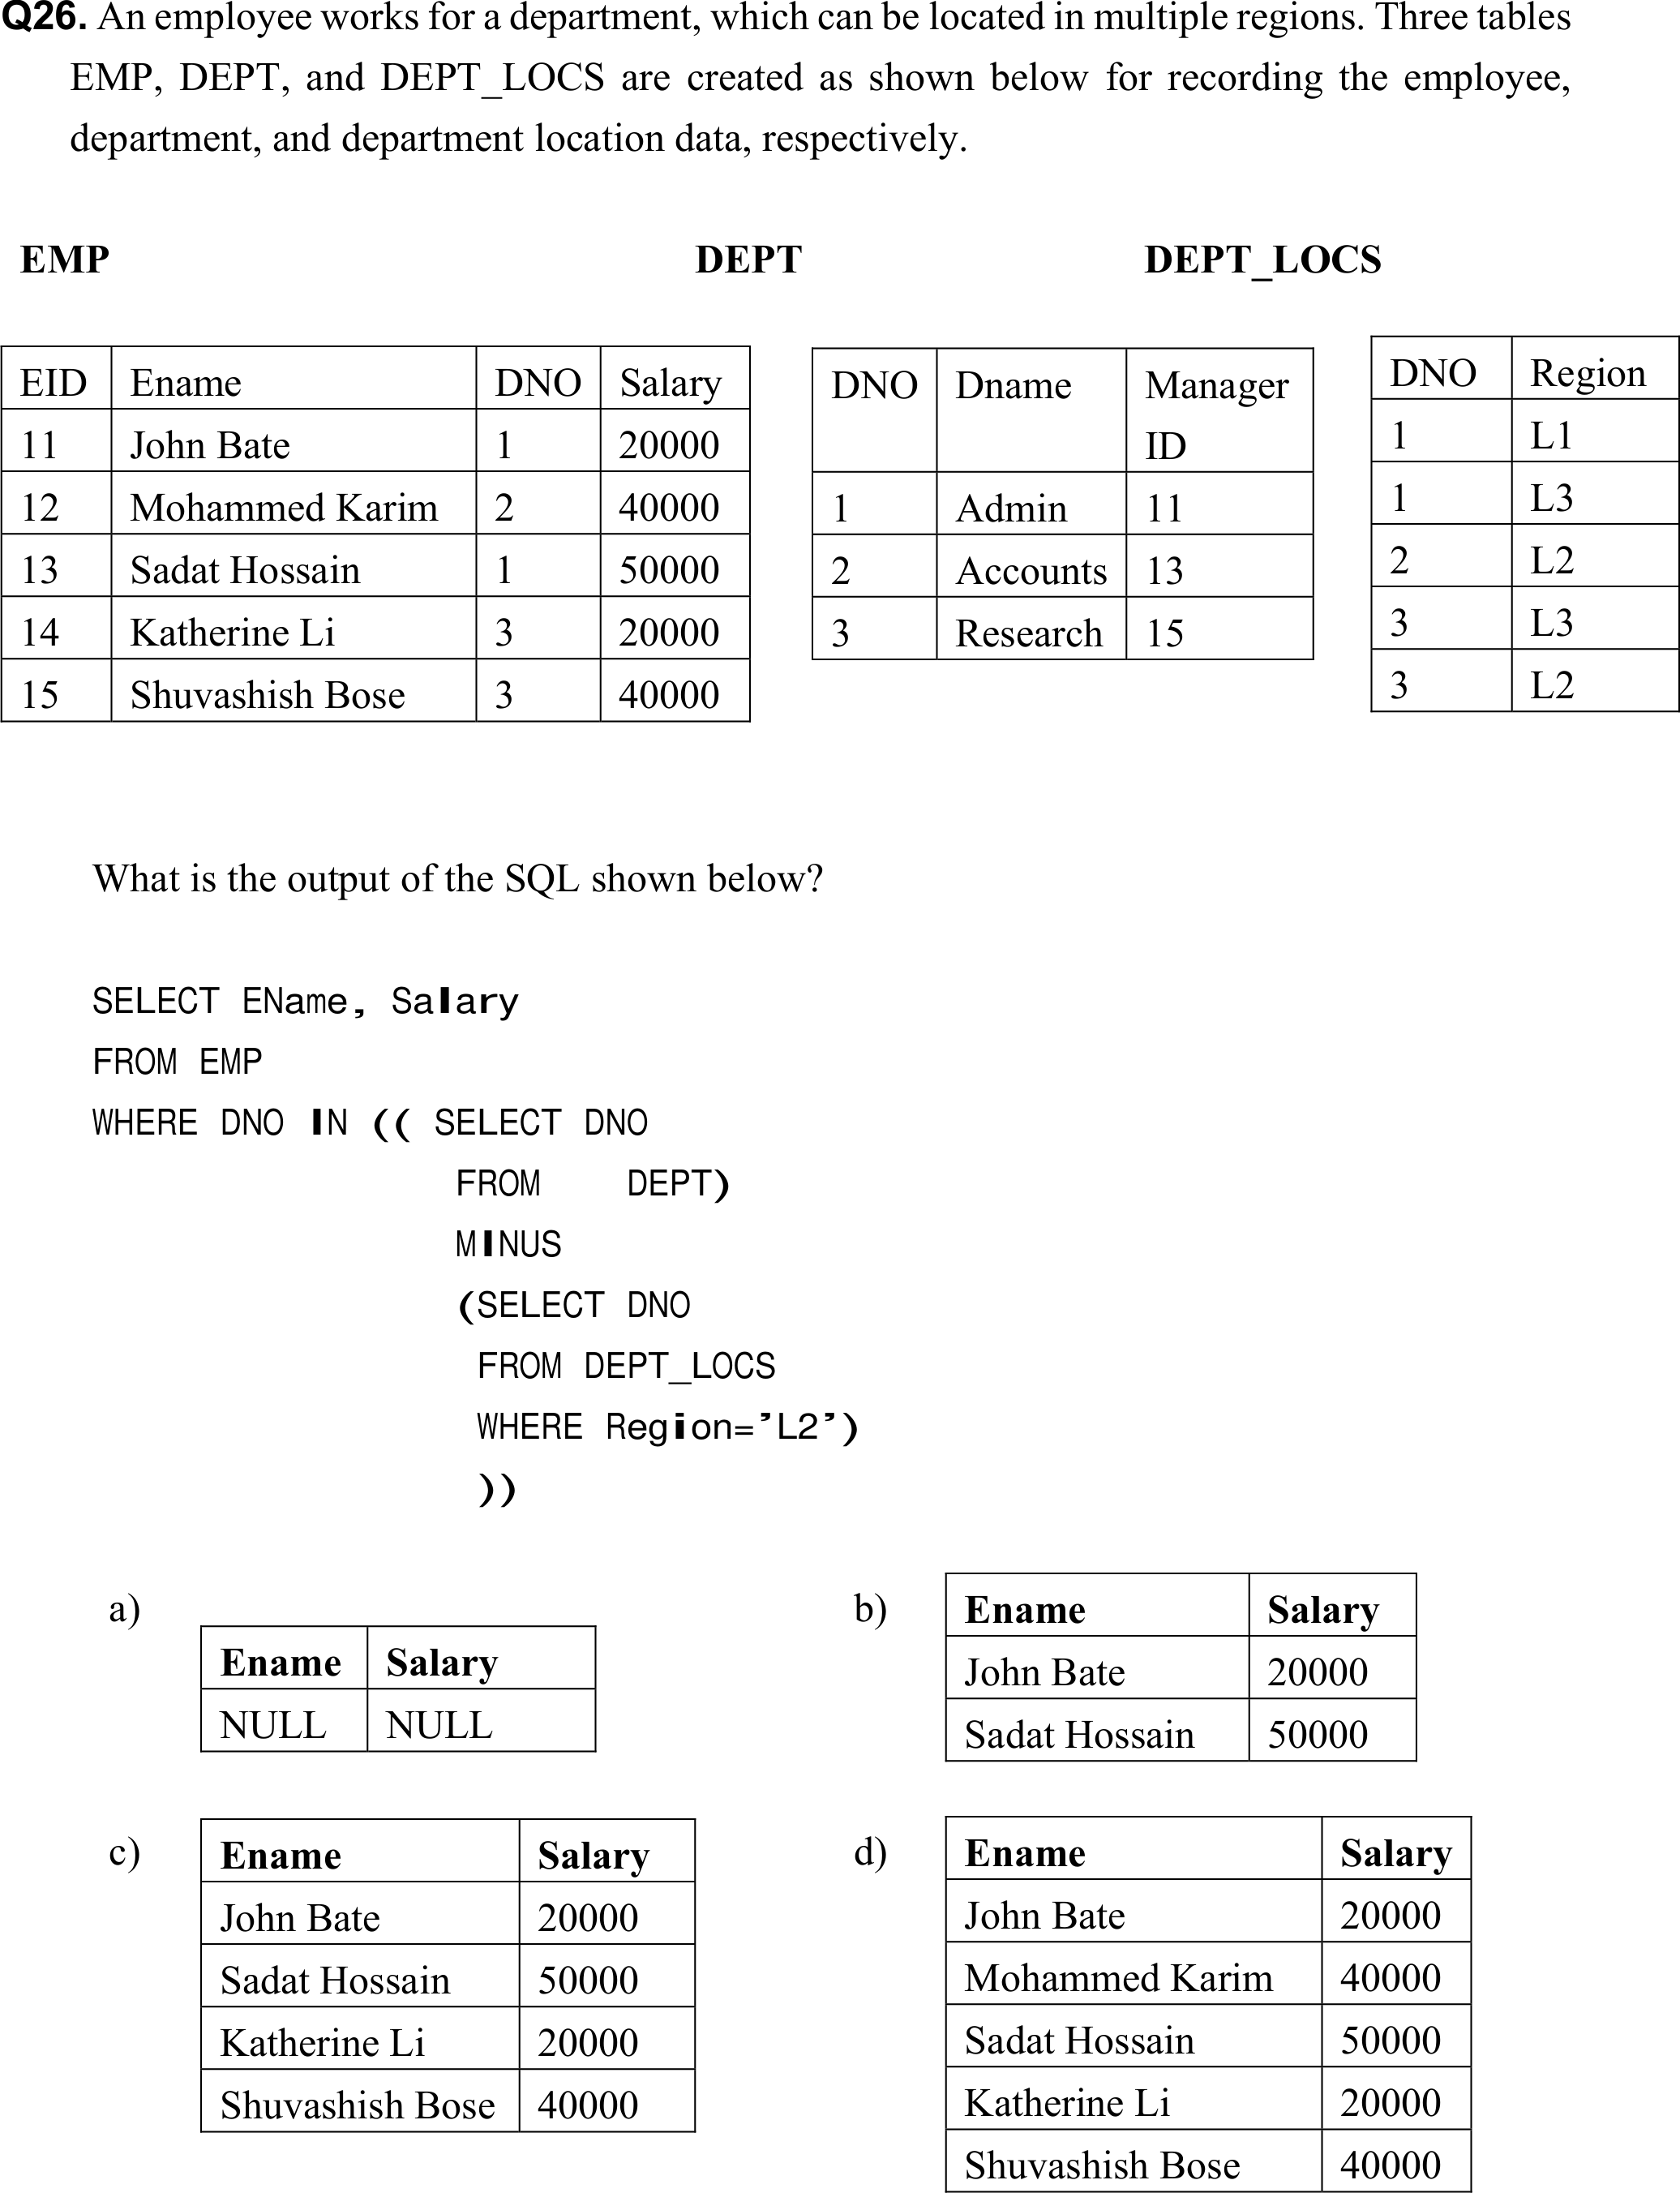 Q26. An employee works for a department, which can be located in multiple regions. Three tables
EMP, DEPT, and DEPT_LOCS are created as shown below for recording the employee,
department, and department location data, respectively.
EMP
EID Ename DNO Salary
11 John Bate 1 20000
12 Mohammed Karim 2 40000
13 Sadat Hossain 1 50000
14 Katherine Li 3 20000
15 Shuvashish Bose 3 40000
DEPT
DNO Dname Manager
ID
1 Admin 11
2 Accounts 13
3 Research 15
DEPT_LOCS
DNO Region
1 L1
1 L3
2 L2
3 L3
3 L2
What is the output of the SQL shown below?
SELECT EName, Salary
FROM EMP
WHERE DNO IN (( SELECT DNO
FROM DEPT)
MINUS
(SELECT DNO
FROM DEPT_LOCS
WHERE Region=’L2’)
))
a)
Ename Salary
NULL NULL
b)
Ename Salary
John Bate 20000
Sadat Hossain 50000
c)
Ename Salary
John Bate 20000
Sadat Hossain 50000
Katherine Li 20000
Shuvashish Bose 40000
d)
Ename Salary
John Bate 20000
Mohammed Karim 40000
Sadat Hossain 50000
Katherine Li 20000
Shuvashish Bose 40000